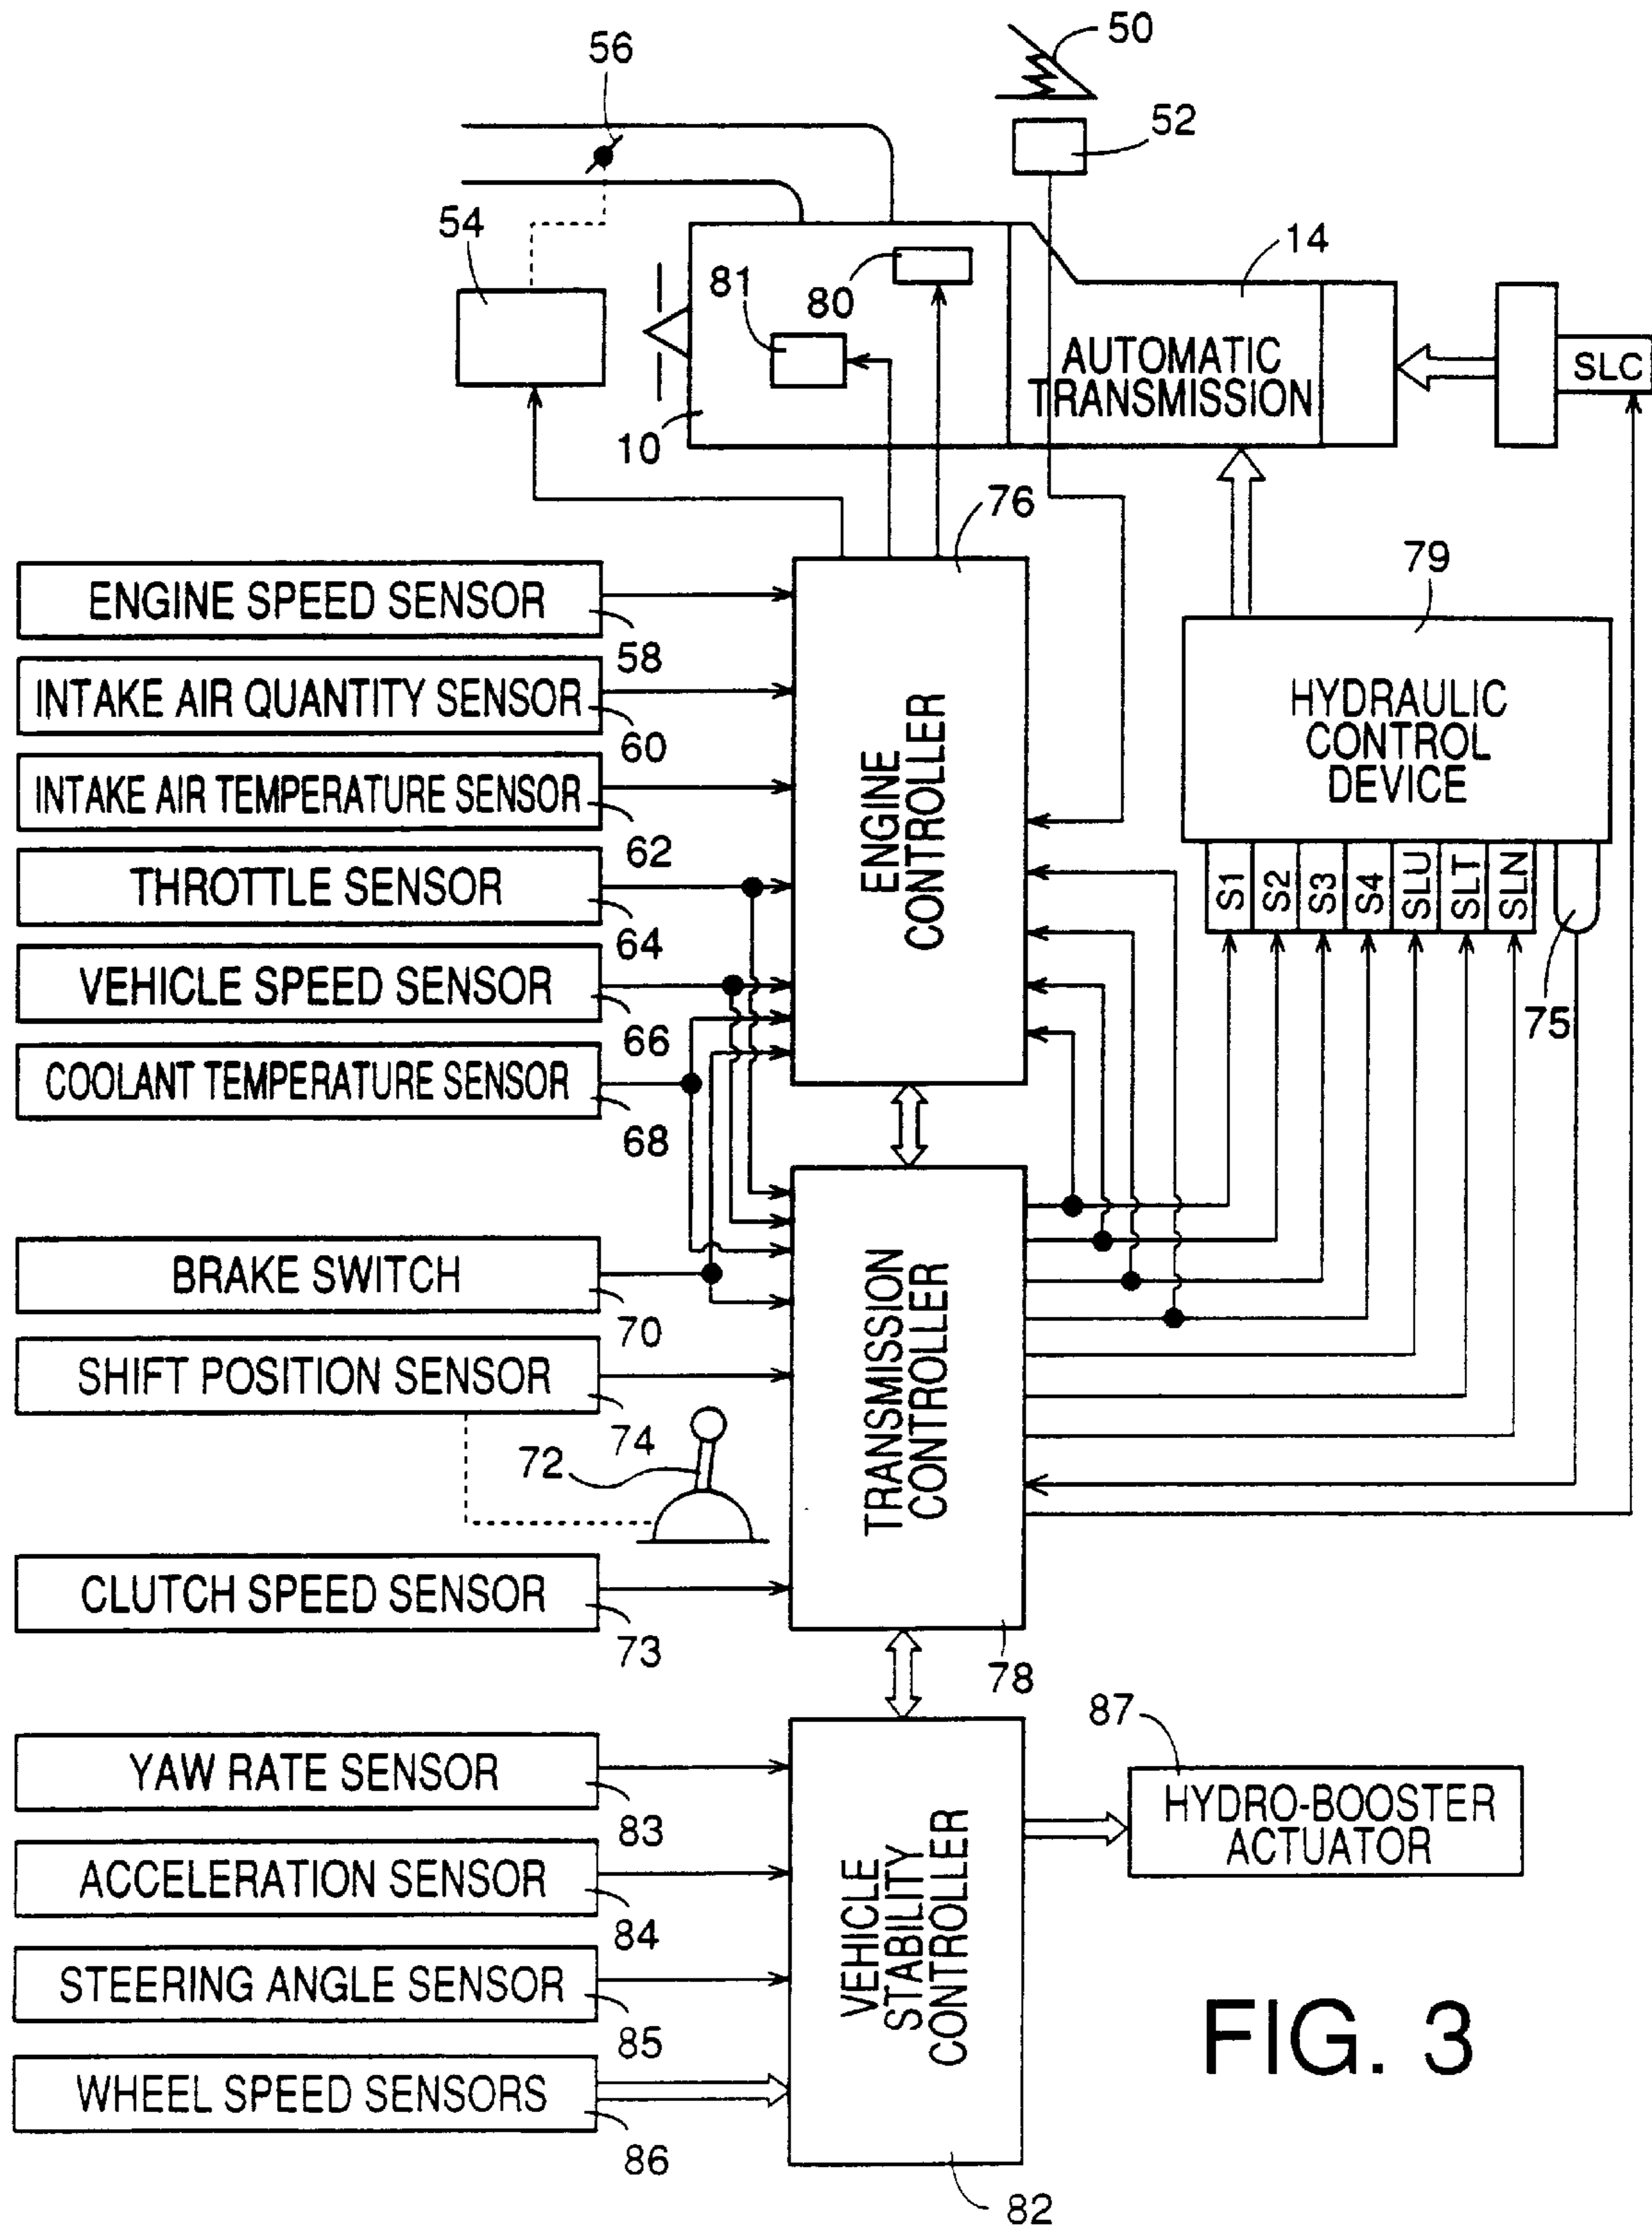 50
56
52
54
14
81
80
AUTOMATIC
TRANSMISSION
SLC
10
76
79
ENGINE SPEED SENSOR
58
INTAKE AIR QUANTITY SENSOR
60
INTAKE AIR TEMPERATURE SENSOR
62
THROTTLE SENSOR
64
VEHICLE SPEED SENSOR
66
COOLANT TEMPERATURE SENSOR
68
ENGINE
CONTROLLER
HYDRAULIC
CONTROL
DEVICE
S1
S2
S3
S4
SLU
SLT
SLN
75
BRAKE SWITCH
70
SHIFT POSITION SENSOR
74
72
CLUTCH SPEED SENSOR
73
TRANSMISSION
CONTROLLER
78
YAW RATE SENSOR
83
ACCELERATION SENSOR
84
STEERING ANGLE SENSOR
85
WHEEL SPEED SENSORS
86
VEHICLE
STABILITY
CONTROLLER
82
87
HYDRO-BOOSTER
ACTUATOR
FIG. 3